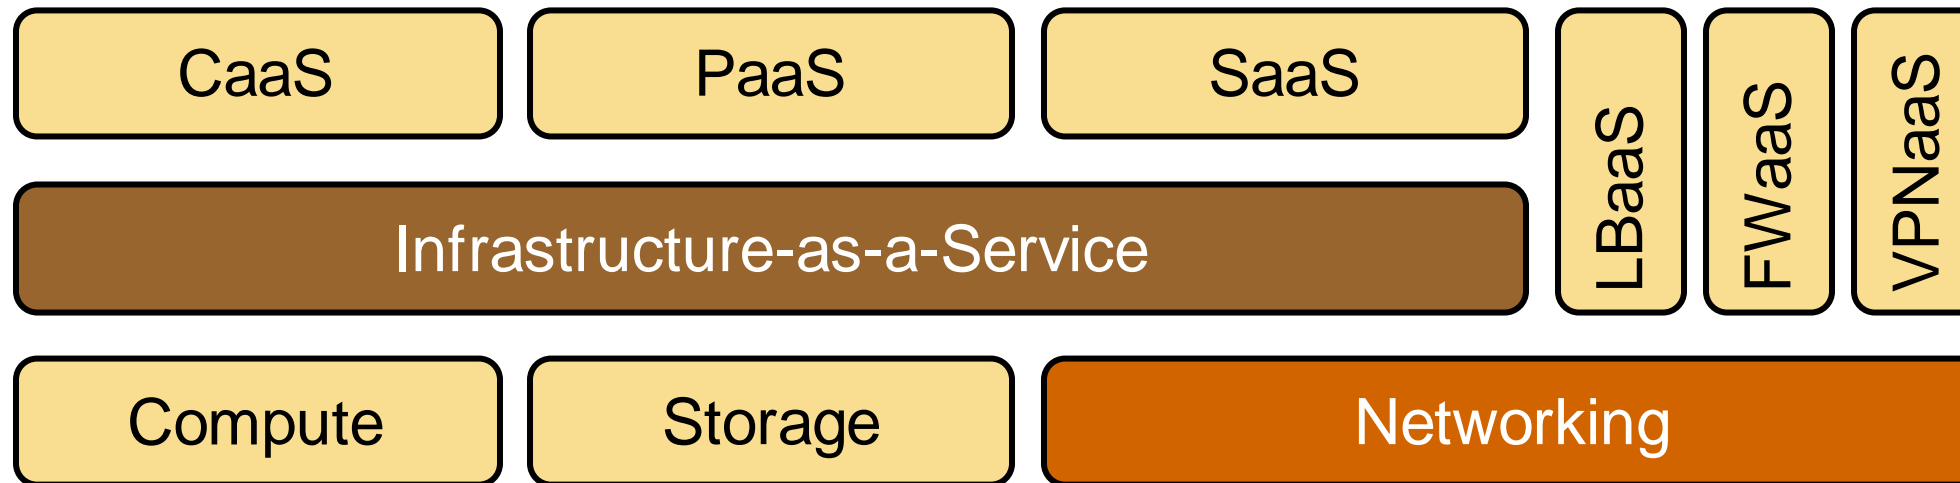 CaaS
PaaS
SaaS
LBaaS
FWaaS
VPNaaS
Infrastructure-as-a-Service
Compute
Storage
Networking